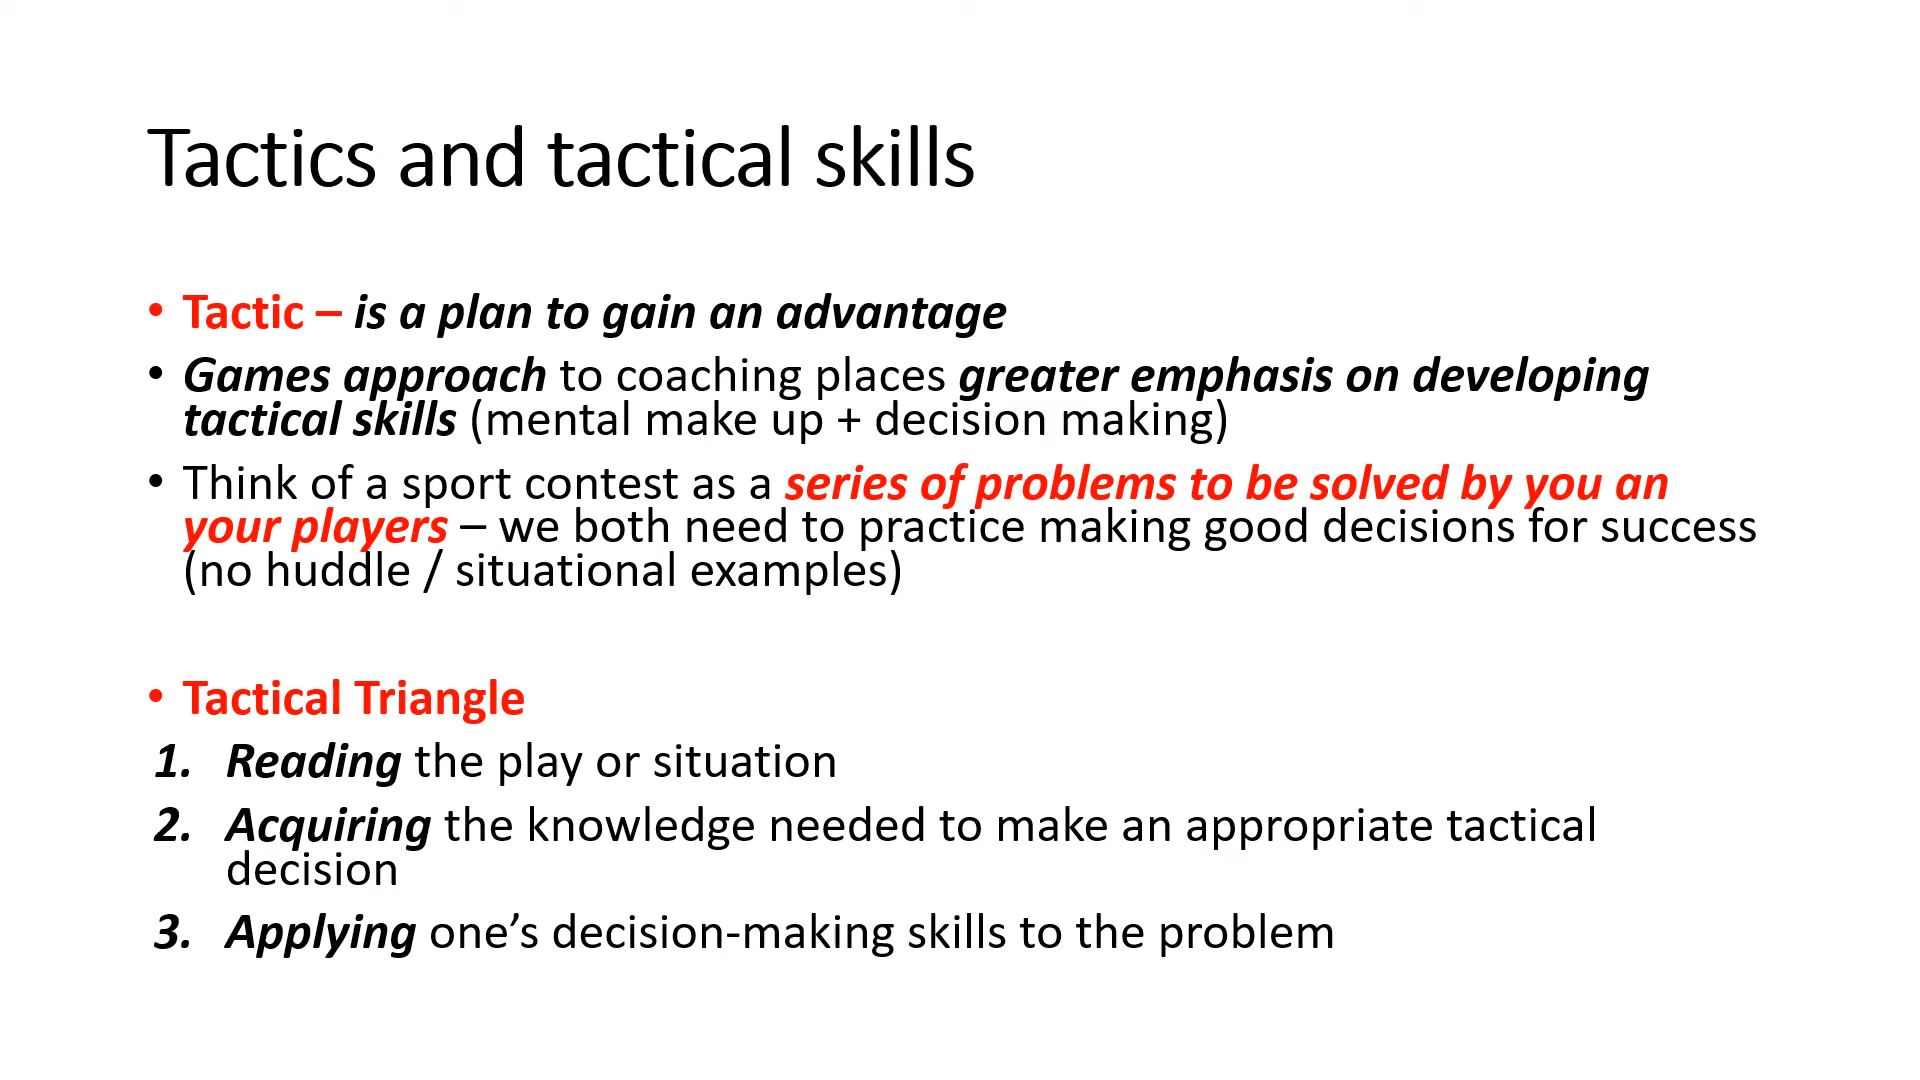 Tactics and tactical skills
• Tactic – is a plan to gain an advantage
• Games approach to coaching places greater emphasis on developing
tactical skills (mental make up + decision making)
• Think of a sport contest as a series of problems to be solved by you an
your players – we both need to practice making good decisions for success
(no huddle / situational examples)
• Tactical Triangle
1. Reading the play or situation
2. Acquiring the knowledge needed to make an appropriate tactical
decision
3. Applying one’s decision-making skills to the problem